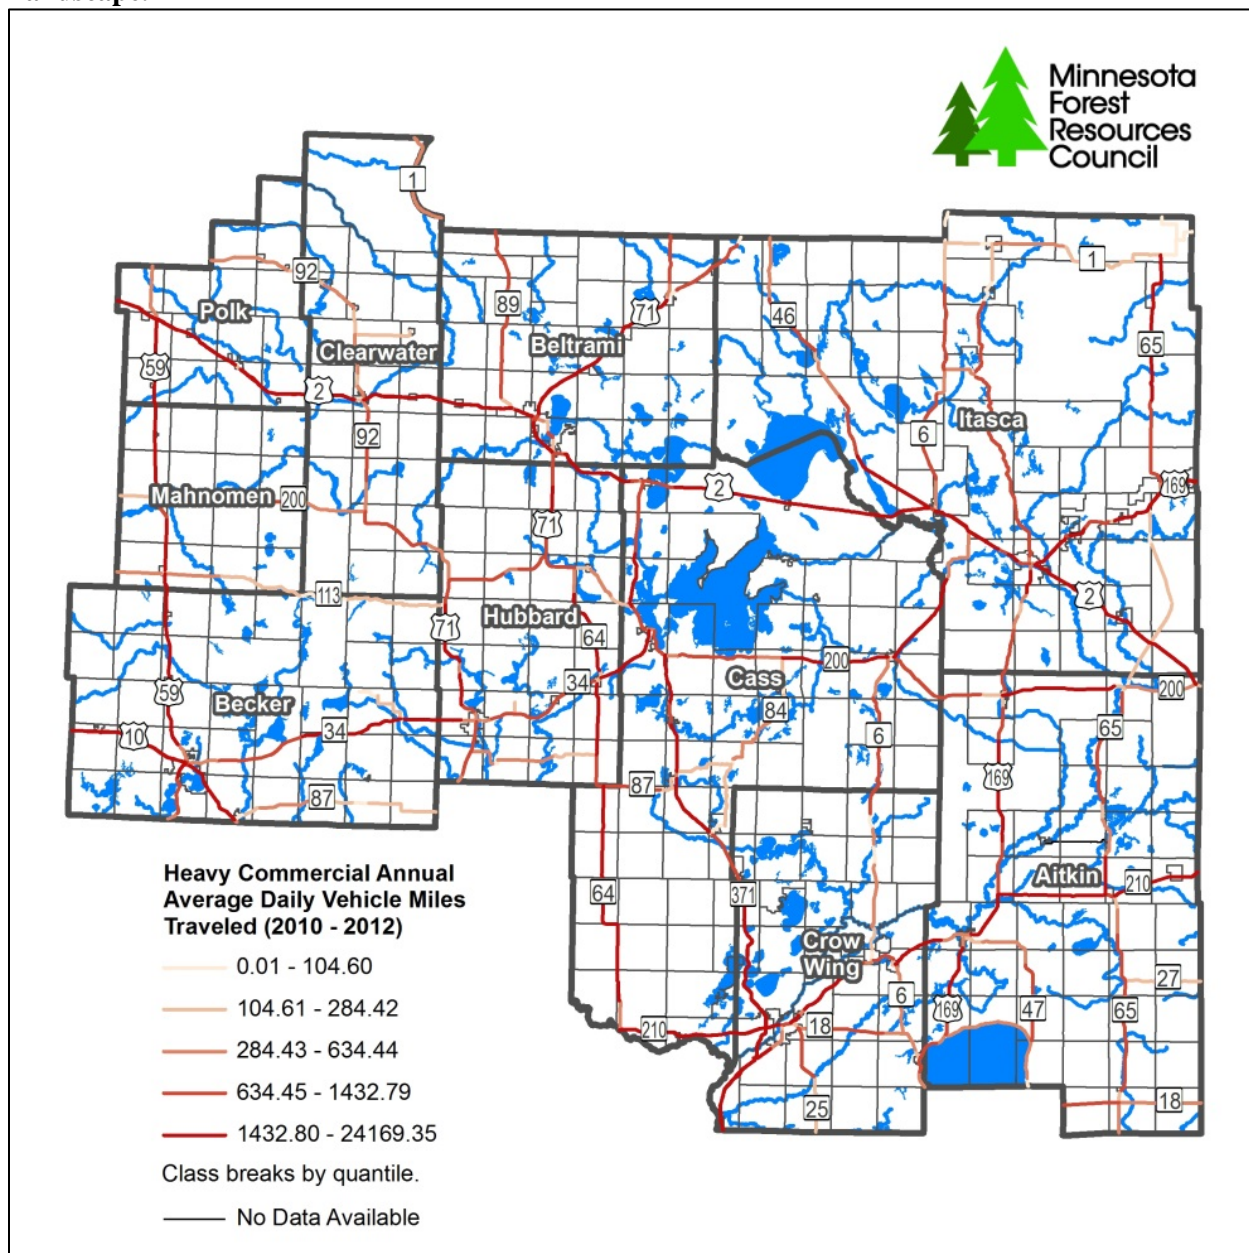 Minnesota
Forest
Resources
Council
1
92
89
71
46
1
Polk
Clearwater
Beltrami
65
59
2
92
6
Itasca
Mahnomen
200
2
169
71
113
71
Hubbard
64
2
59
Becker
34
34
Cass
200
200
10
84
6
65
169
87
87
64
371
Aitkin
210
Crow
Wing
27
6
169
47
65
210
18
25
18
Heavy Commercial Annual
Average Daily Vehicle Miles
Traveled (2010 - 2012)
0.01 - 104.60
104.61 - 284.42
284.43 - 634.44
634.45 - 1432.79
1432.80 - 24169.35
Class breaks by quantile.
No Data Available